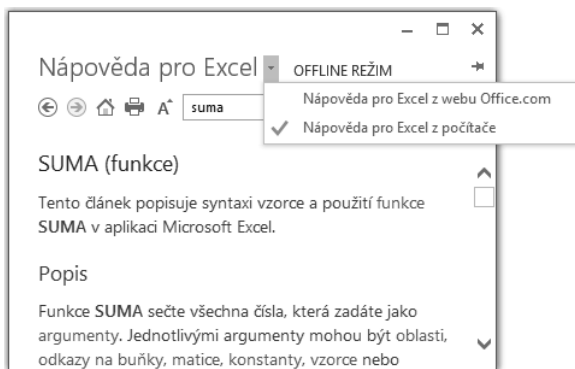 Nápověda pro Excel OFFLINE REŽIM
Nápověda pro Excel z webu Office.com
suma
Nápověda pro Excel z počítače
SUMA (funkce)
Tento článek popisuje syntaxi vzorce a použití funkce
SUMA v aplikaci Microsoft Excel.
Popis
Funkce SUMA sečte všechna čísla, která zadáte jako
argumenty. Jednotlivými argumenty mohou být oblasti,
odkazy na buňky, matice, konstanty, vzorce nebo